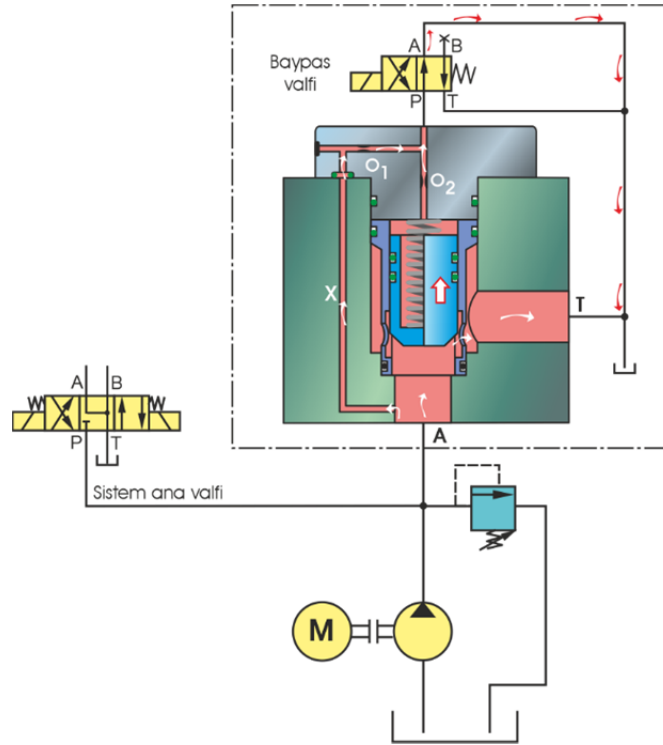 A B
Baypas
valfi
P T
O1
O2
X
T
A B
P T
A
Sistem ana valfi
M